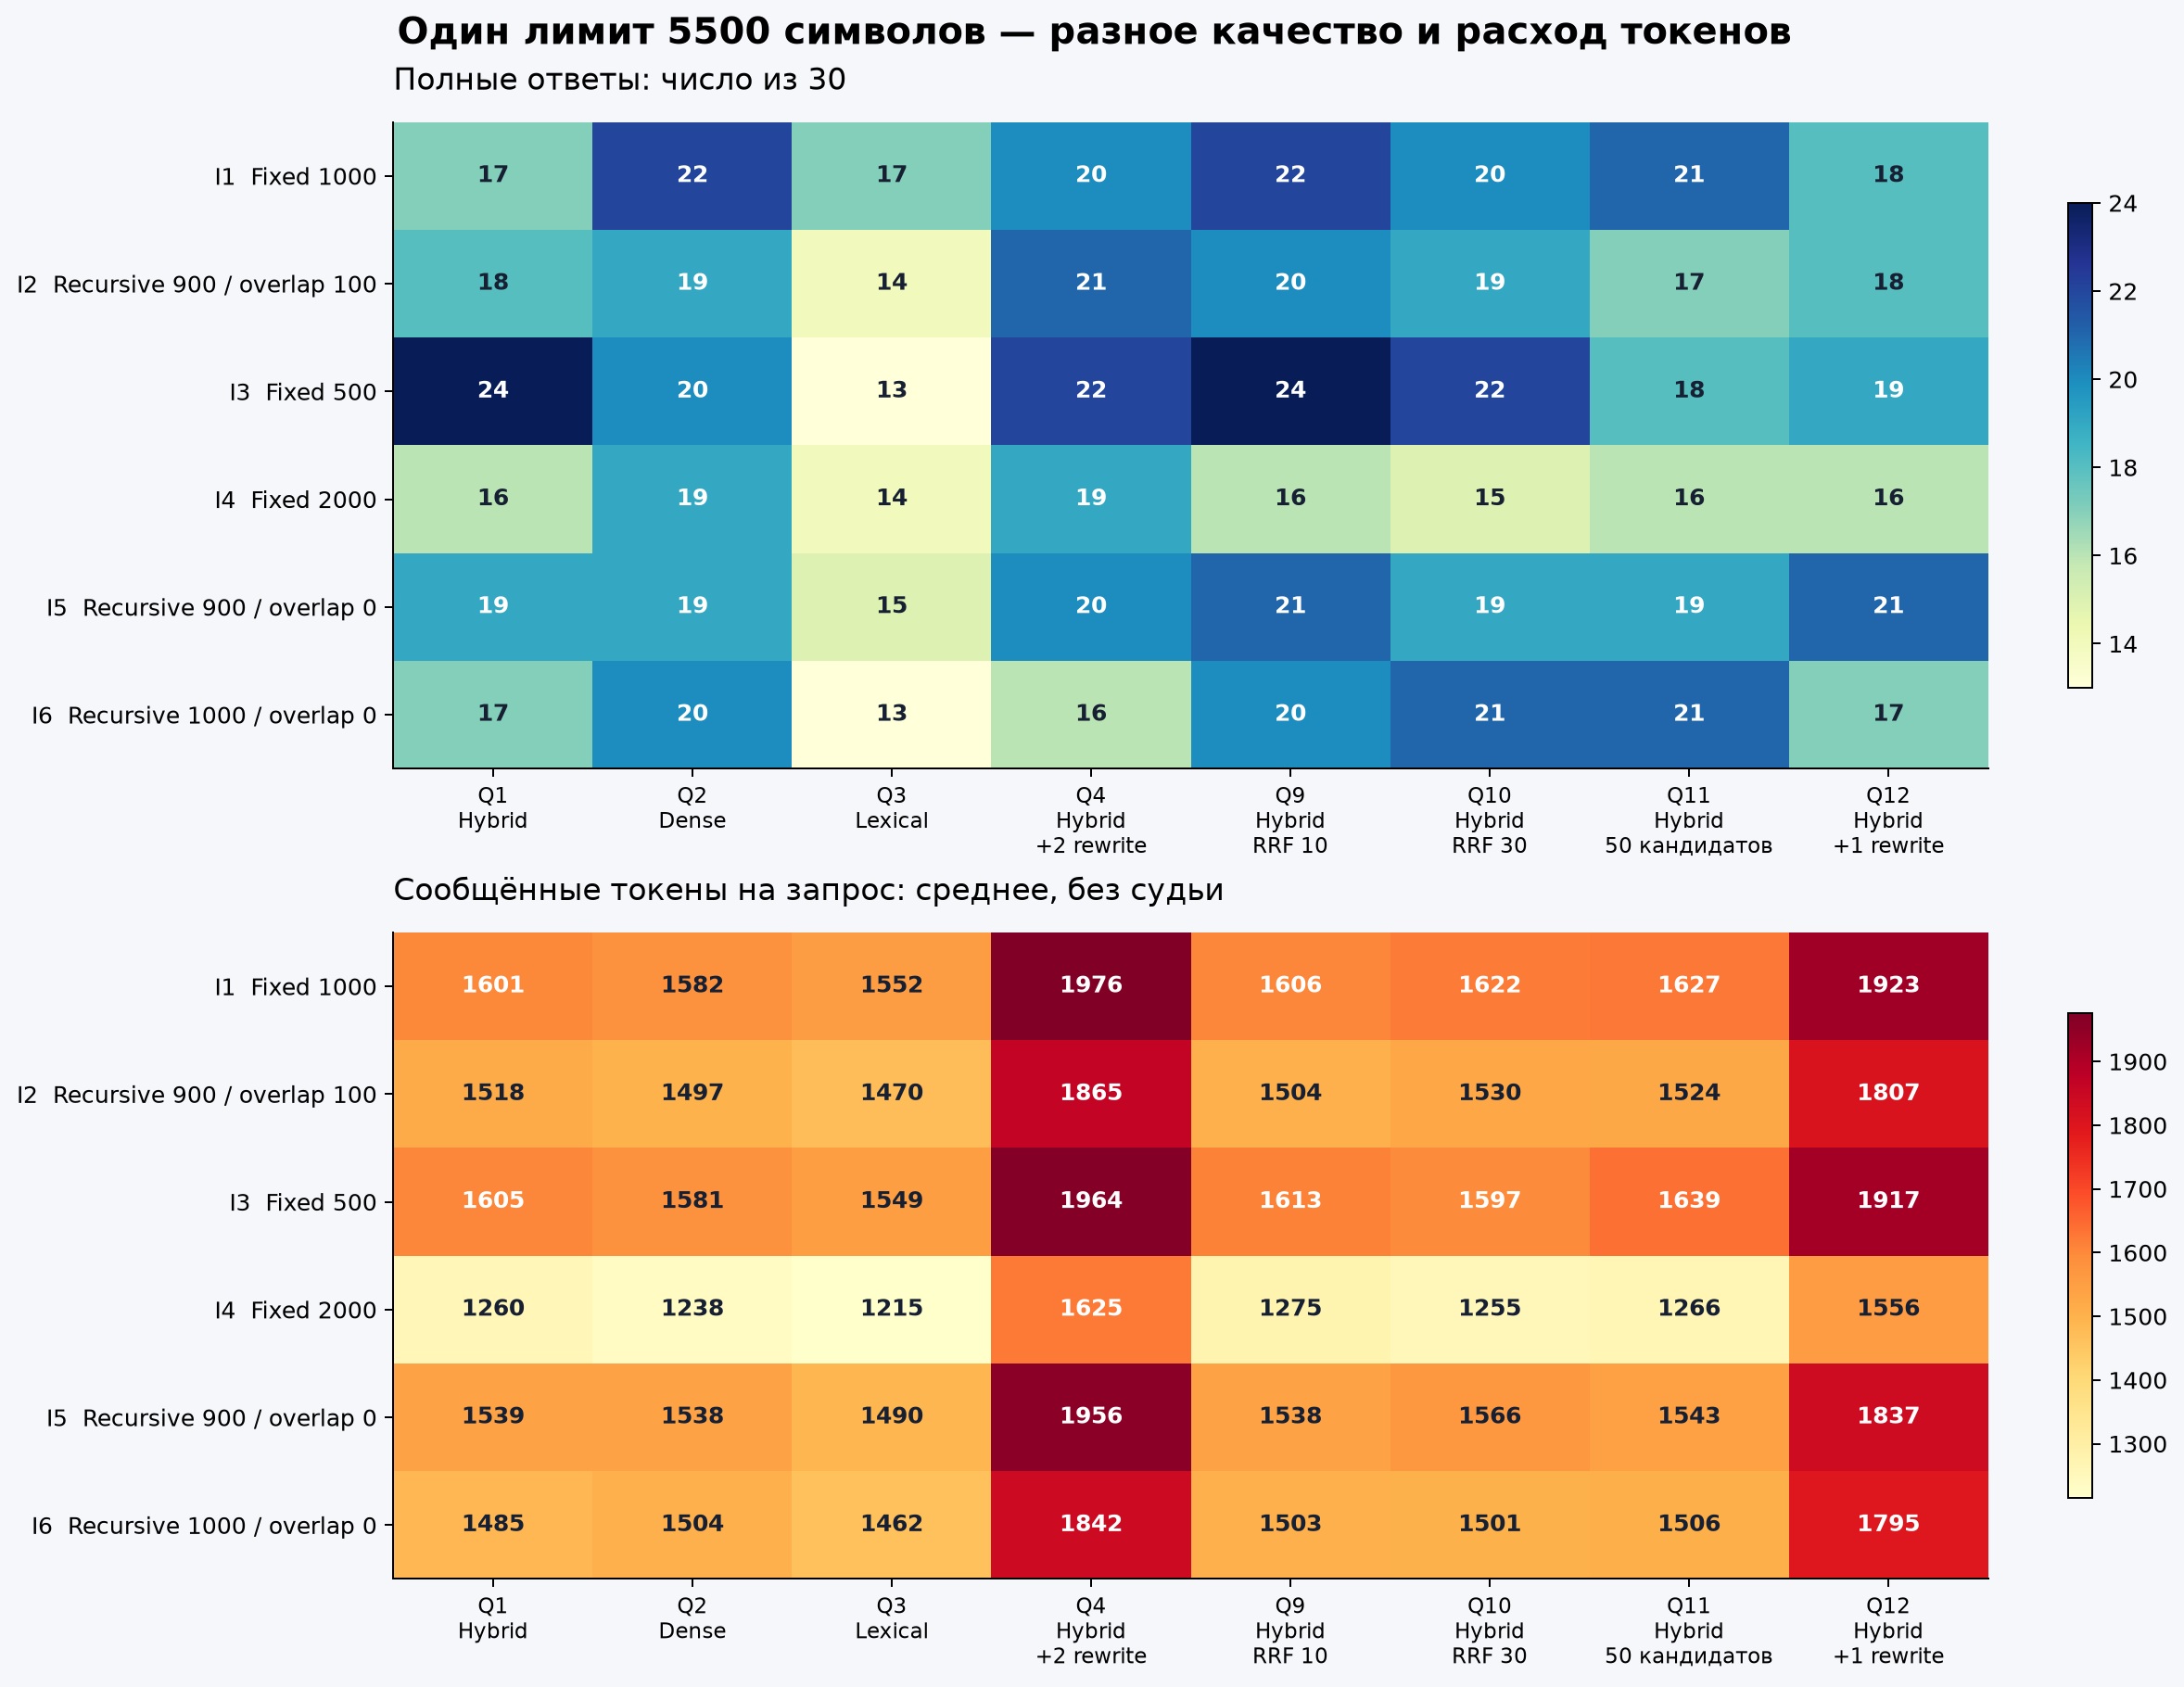 Один лимит 5500 символов — разное качество и расход токенов
Полные ответы: число из 30
I1 Fixed 1000 17 22 17 20 22 20 21 18
I2 Recursive 900 / overlap 100 18 19 14 21 20 19 17 18
I3 Fixed 500 24 20 13 22 24 22 18 19
I4 Fixed 2000 16 19 14 19 16 15 16 16
I5 Recursive 900 / overlap 0 19 19 15 20 21 19 19 21
I6 Recursive 1000 / overlap 0 17 20 13 16 20 21 21 17
Q1 Q2 Q3 Q4 Q9 Q10 Q11 Q12
Hybrid Dense Lexical Hybrid Hybrid Hybrid Hybrid Hybrid
+2 rewrite RRF 10 RRF 30 50 кандидатов +1 rewrite
24
22
20
18
16
14
Сообщённые токены на запрос: среднее, без судьи
I1 Fixed 1000 1601 1582 1552 1976 1606 1622 1627 1923
I2 Recursive 900 / overlap 100 1518 1497 1470 1865 1504 1530 1524 1807
I3 Fixed 500 1605 1581 1549 1964 1613 1597 1639 1917
I4 Fixed 2000 1260 1238 1215 1625 1275 1255 1266 1556
I5 Recursive 900 / overlap 0 1539 1538 1490 1956 1538 1566 1543 1837
I6 Recursive 1000 / overlap 0 1485 1504 1462 1842 1503 1501 1506 1795
Q1 Q2 Q3 Q4 Q9 Q10 Q11 Q12
Hybrid Dense Lexical Hybrid Hybrid Hybrid Hybrid Hybrid
+2 rewrite RRF 10 RRF 30 50 кандидатов +1 rewrite
1900
1800
1700
1600
1500
1400
1300